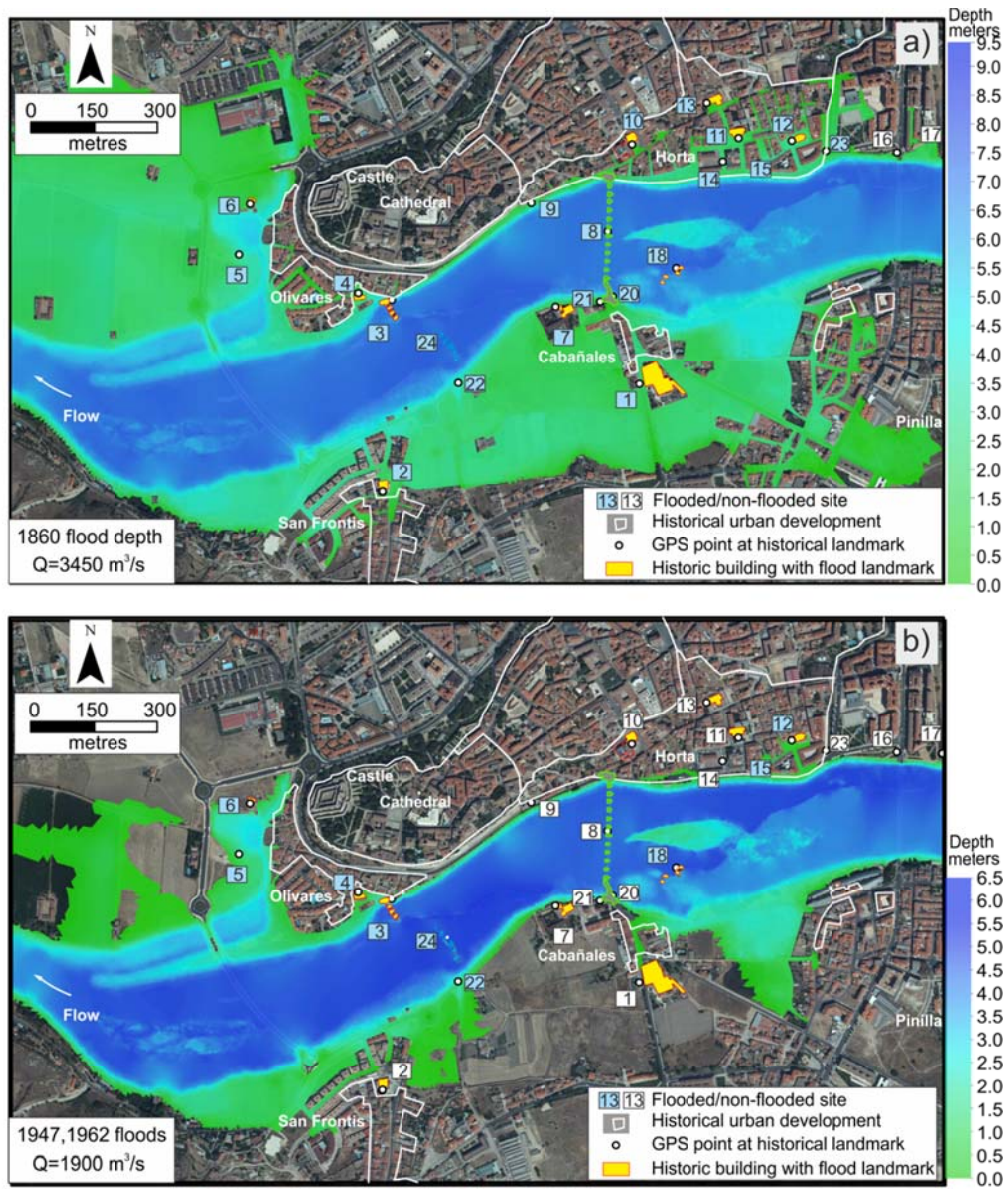 Depth
meters
a)
N
0 150 300
metres
9.5
9.0
8.5
8.0
7.5
7.0
6.5
6.0
5.5
5.0
4.5
4.0
3.5
3.0
2.5
2.0
1.5
1.0
0.5
0.0
13
10
11
12
16
17
23
Horta
14
15
Castle
Cathedral
6
9
8
5
18
4
Olivares
20
21
3
7
24
Cabañales
22
1
Flow
Pinilla
2
San Frontis
1860 flood depth
Q=3450 m³/s
13 13 Flooded/non-flooded site
Historical urban development
GPS point at historical landmark
Historic building with flood landmark
b)
N
0 150 300
metres
13
10
11
12
23
16
17
Horta
15
14
Castle
Cathedral
6
9
8
5
18
Depth
meters
6.5
6.0
5.5
5.0
4.5
4.0
3.5
3.0
2.5
2.0
1.5
1.0
0.5
0.0
4
Olivares
20
21
3
7
24
Cabañales
22
1
Flow
Pinilla
2
San Frontis
1947,1962 floods
Q=1900 m³/s
13 13 Flooded/non-flooded site
Historical urban development
GPS point at historical landmark
Historic building with flood landmark